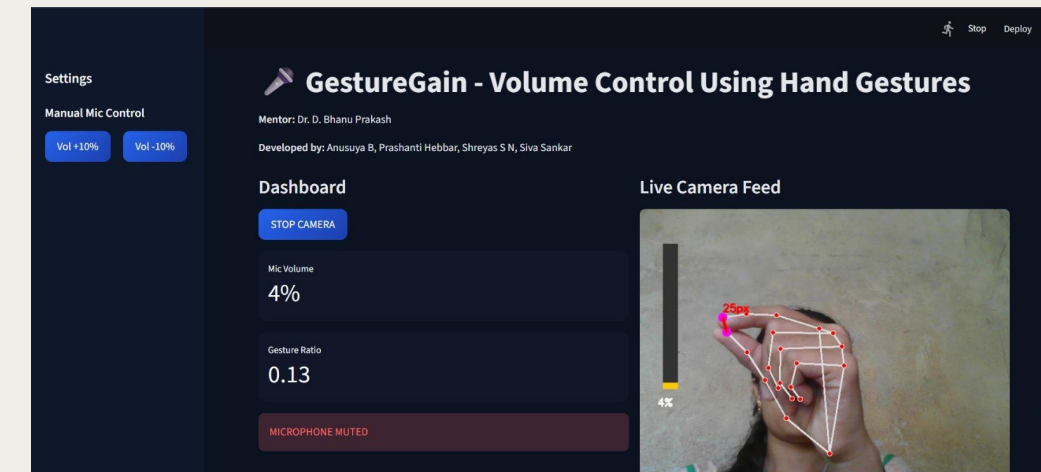 Stop Deploy
Settings
Manual Mic Control
Vol +10% Vol -10%
GestureGain - Volume Control Using Hand Gestures
Mentor: Dr. D. Bhanu Prakash
Developed by: Anusuya B, Prashanti Hebbar, Shreyas S N, Siva Sankar
Dashboard
STOP CAMERA
Mic Volume
4%
Gesture Ratio
0.13
MICROPHONE MUTED
Live Camera Feed
25px
4%